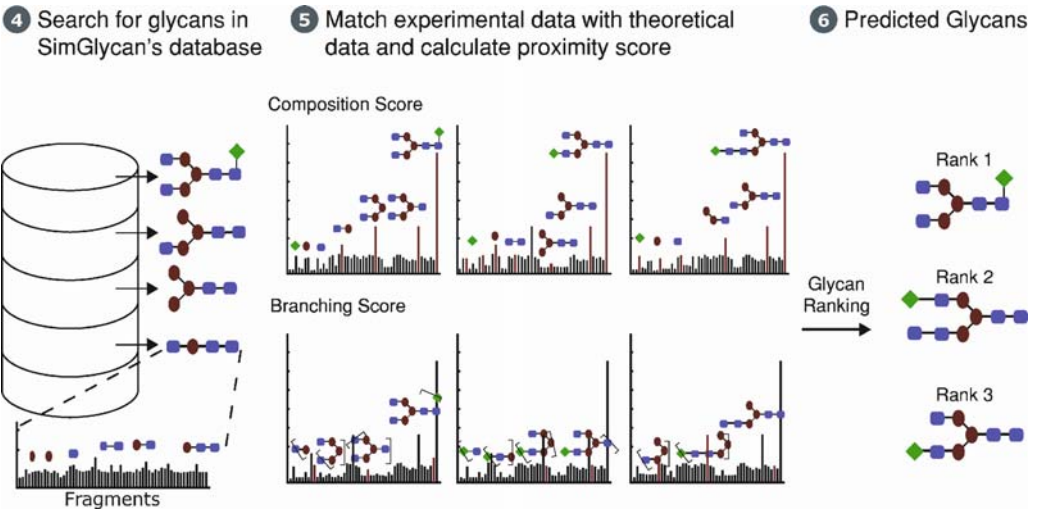 4 Search for glycans in
SimGlycan's database
5 Match experimental data with theoretical
data and calculate proximity score
6 Predicted Glycans
Composition Score
Branching Score
Fragments
Glycan
Ranking
Rank 1
Rank 2
Rank 3